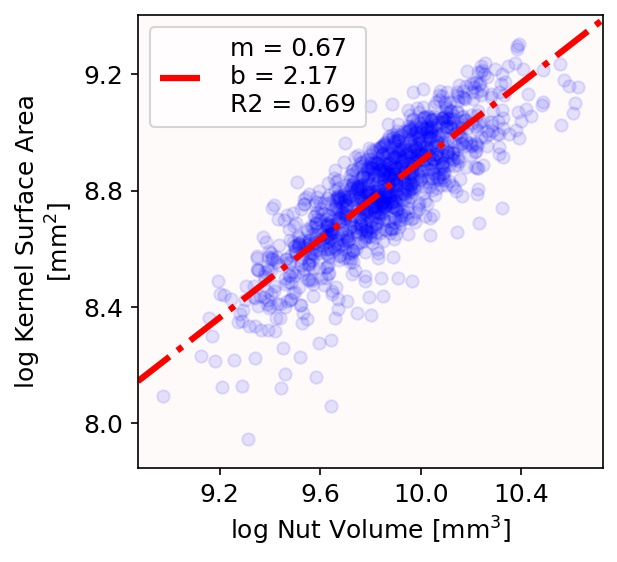 m = 0.67
b = 2.17
R2 = 0.69
9.2
8.8
8.4
8.0
log Kernel Surface Area
[mm²]
9.2 9.6 10.0 10.4
log Nut Volume [mm³]